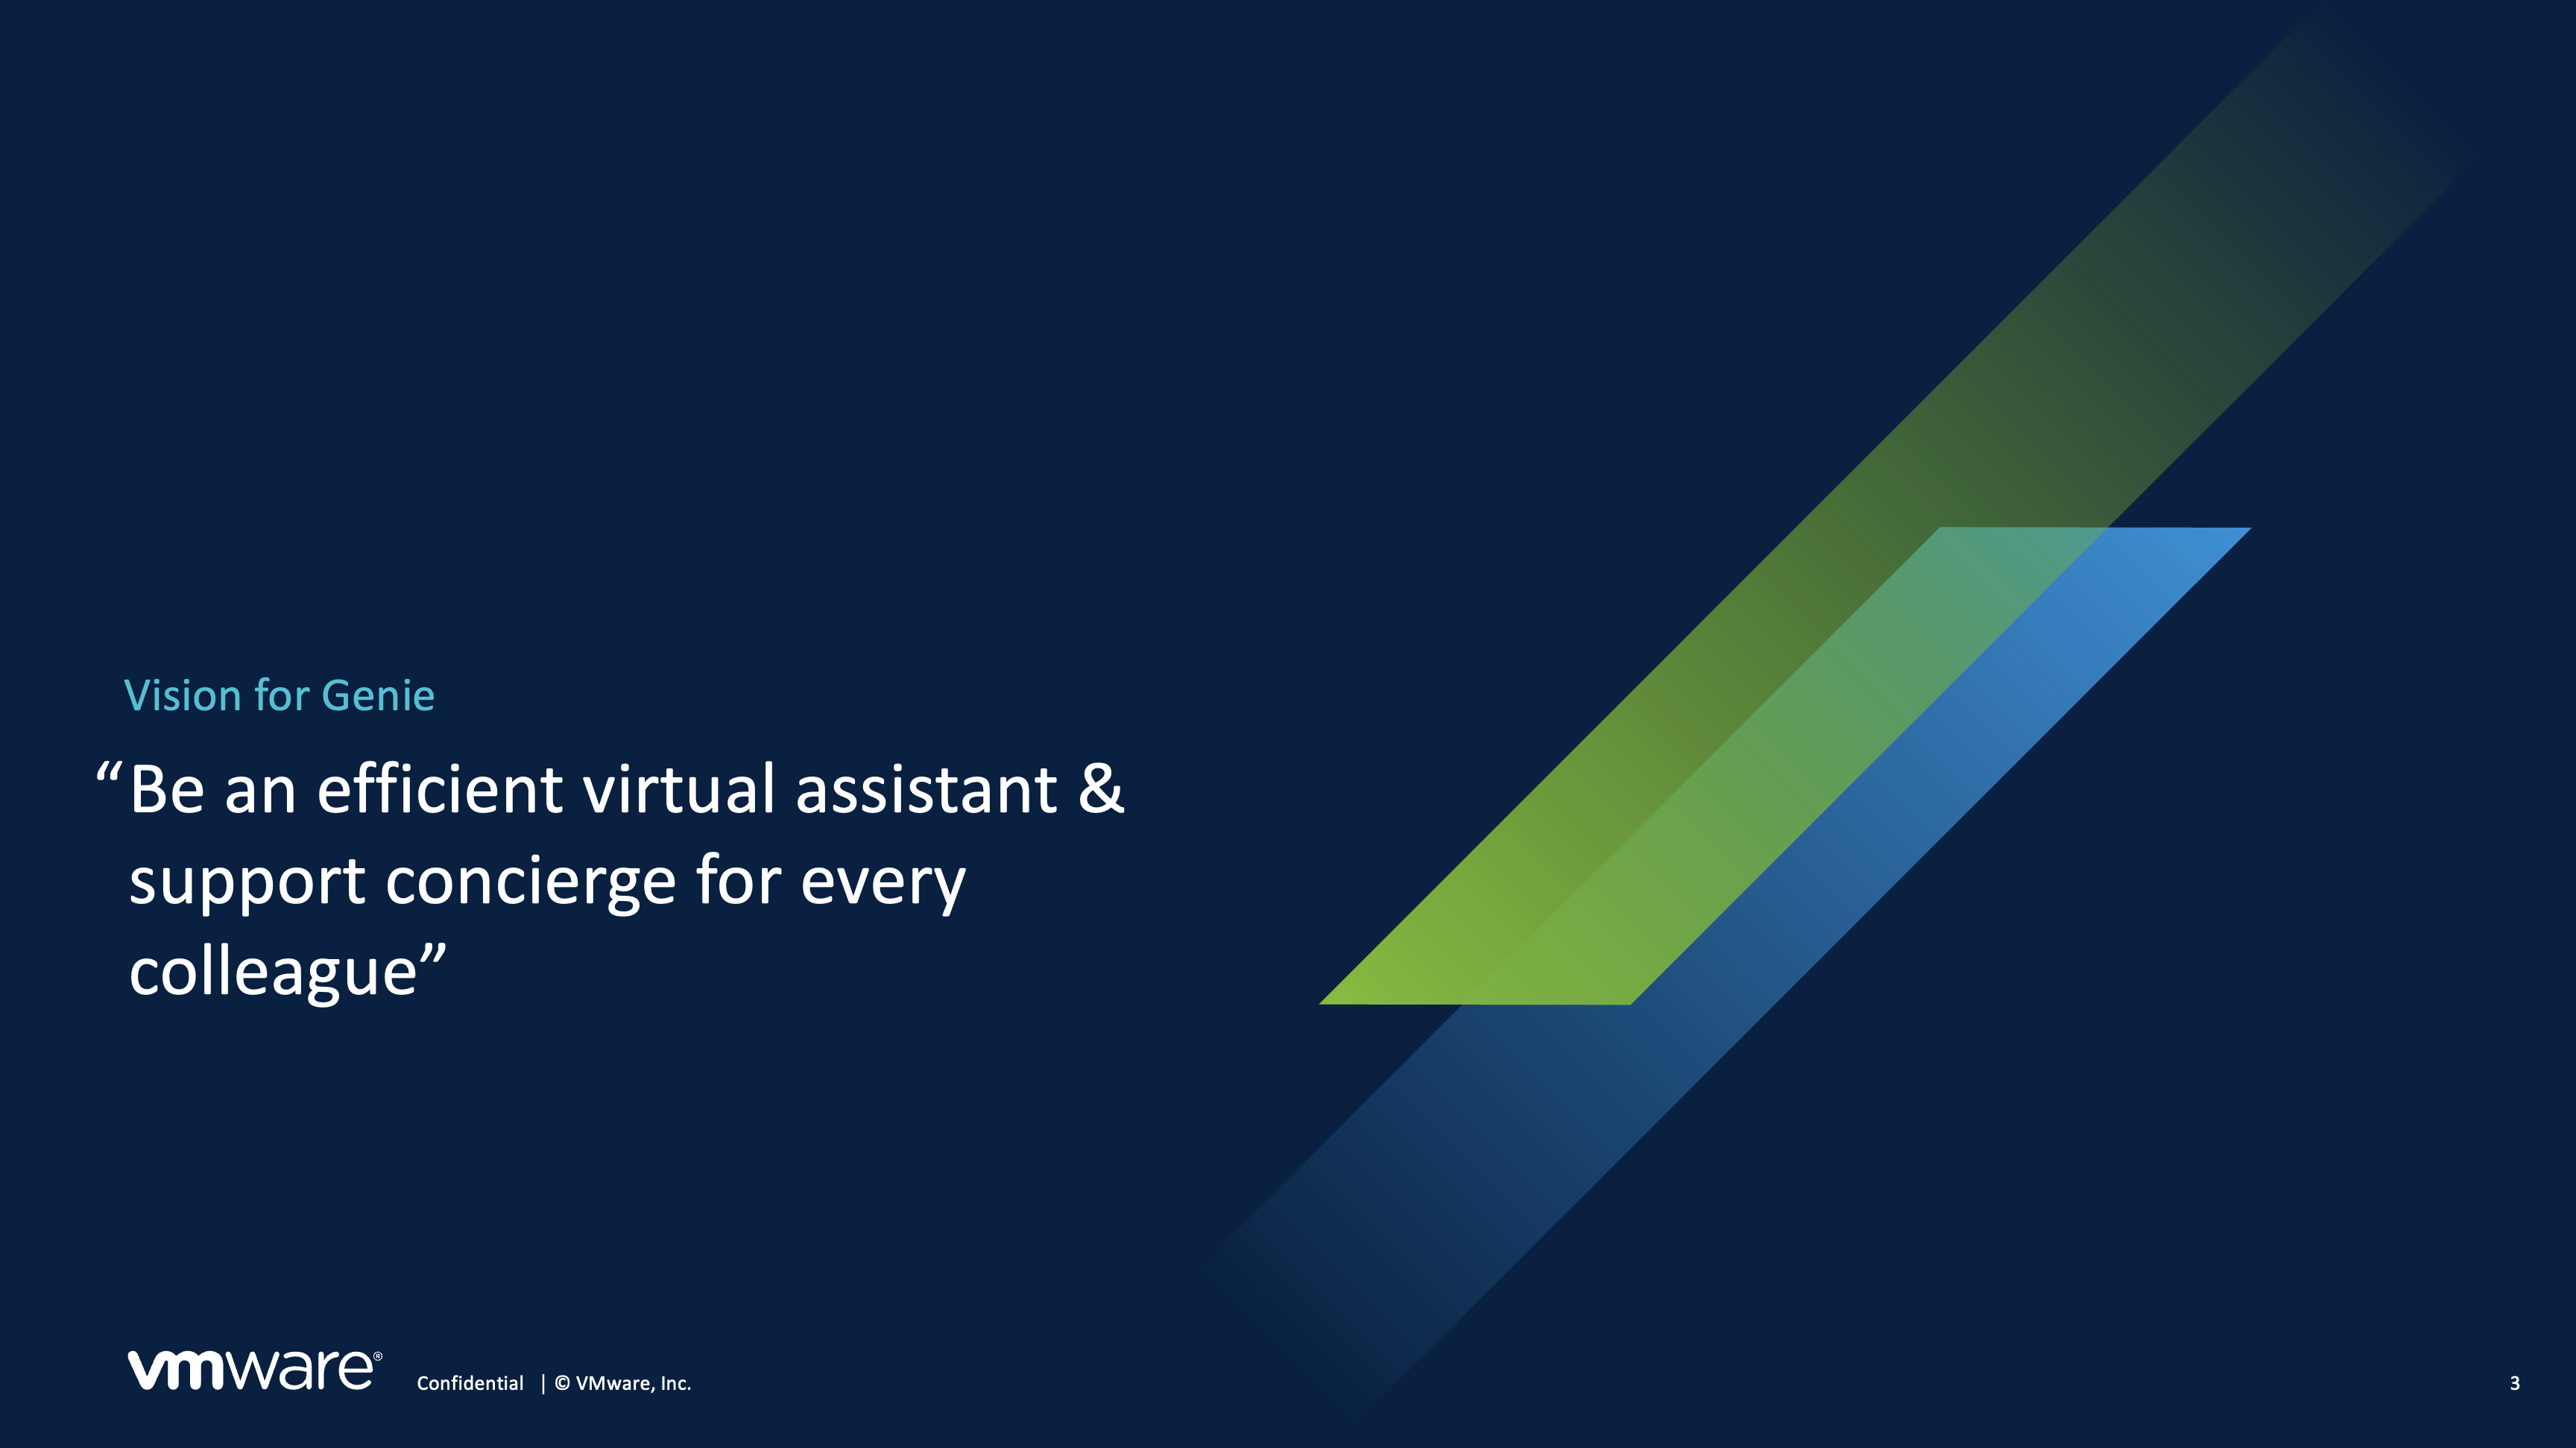 Vision for Genie
“Be an efficient virtual assistant &
support concierge for every
colleague”
vmware®
Confidential | © VMware, Inc.
3